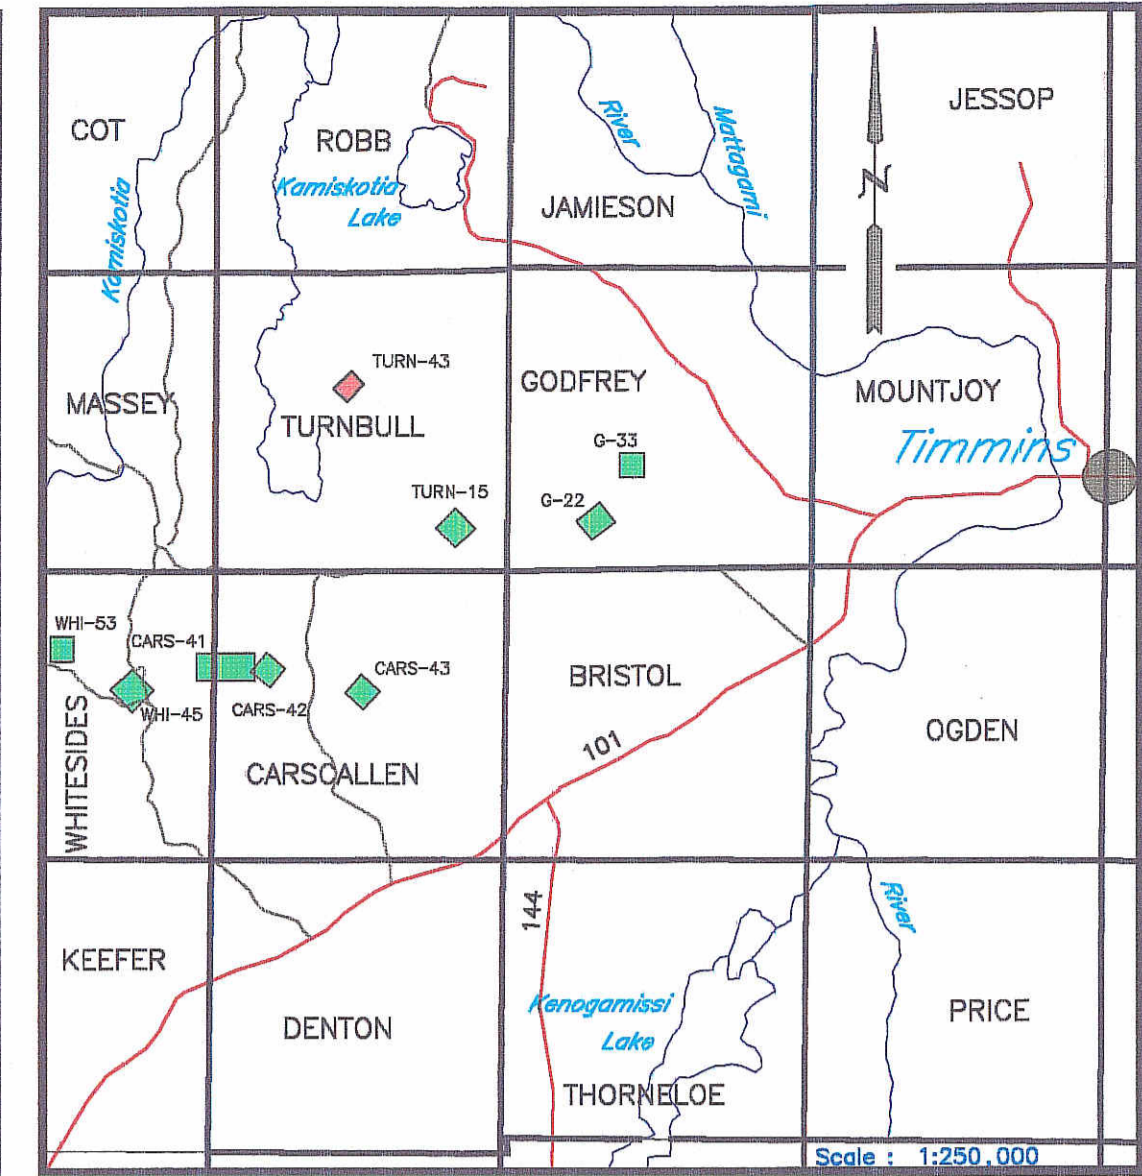 COT
ROBB
JESSOP
River
Mattagami
Kamiskotia
Lake
Kamiskotia
JAMIESON
N
MASSEY
TURN-43
TURNBULL
GODFREY
MOUNTJOY
Timmins
G-33
TURN-15
G-22
WHI-53
CARS-41
CARS-43
WHI-45
CARS-42
WHITESIDES
CARSCALLEN
BRISTOL
101
OGDEN
KEEFER
144
River
DENTON
Kenogamissi
Lake
PRICE
THORNELOE
Scale : 1:250,000